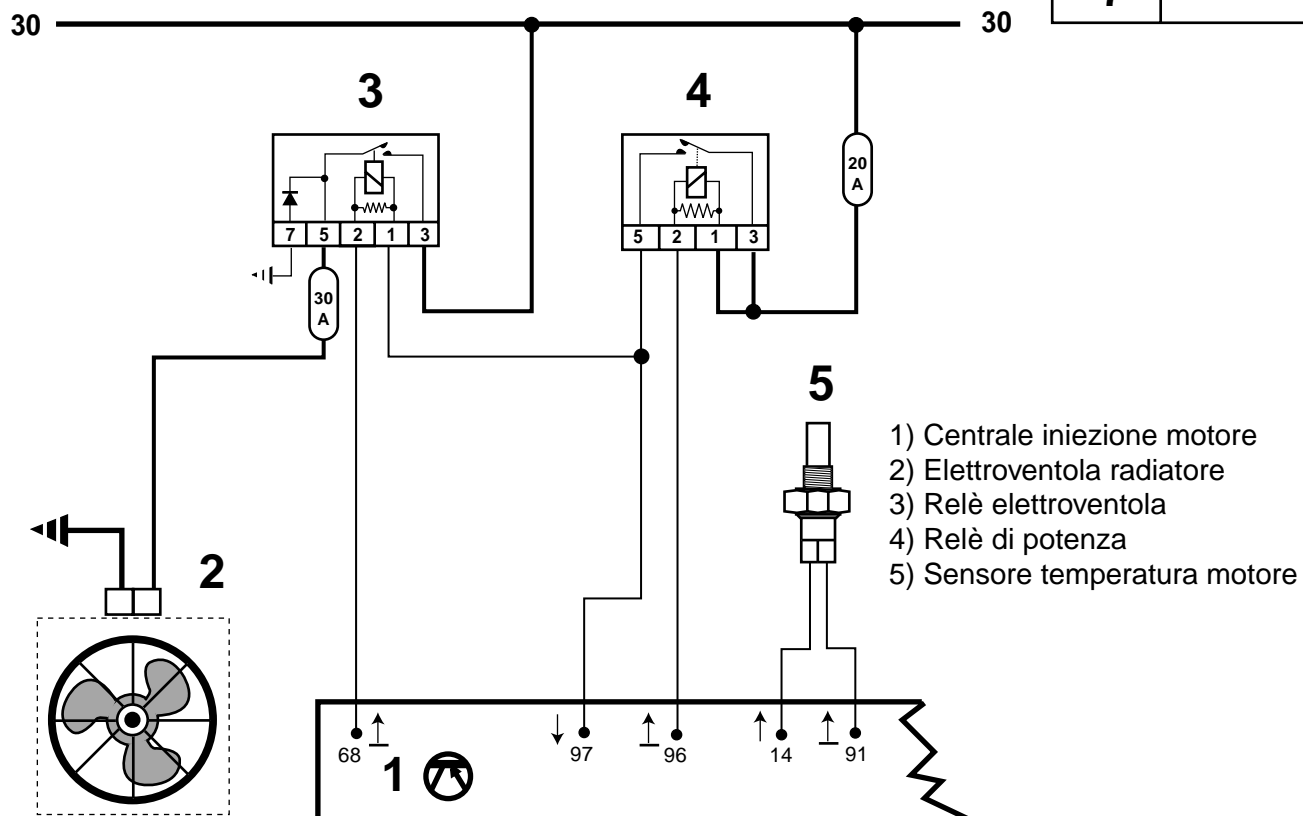 30
30
3
4
20
A
7 5 2 1 3
5 2 1 3
30
A
5
1) Centrale iniezione motore
2) Elettroventola radiatore
3) Relè elettroventola
4) Relè di potenza
5) Sensore temperatura motore
2
68
97
96
14
91
1